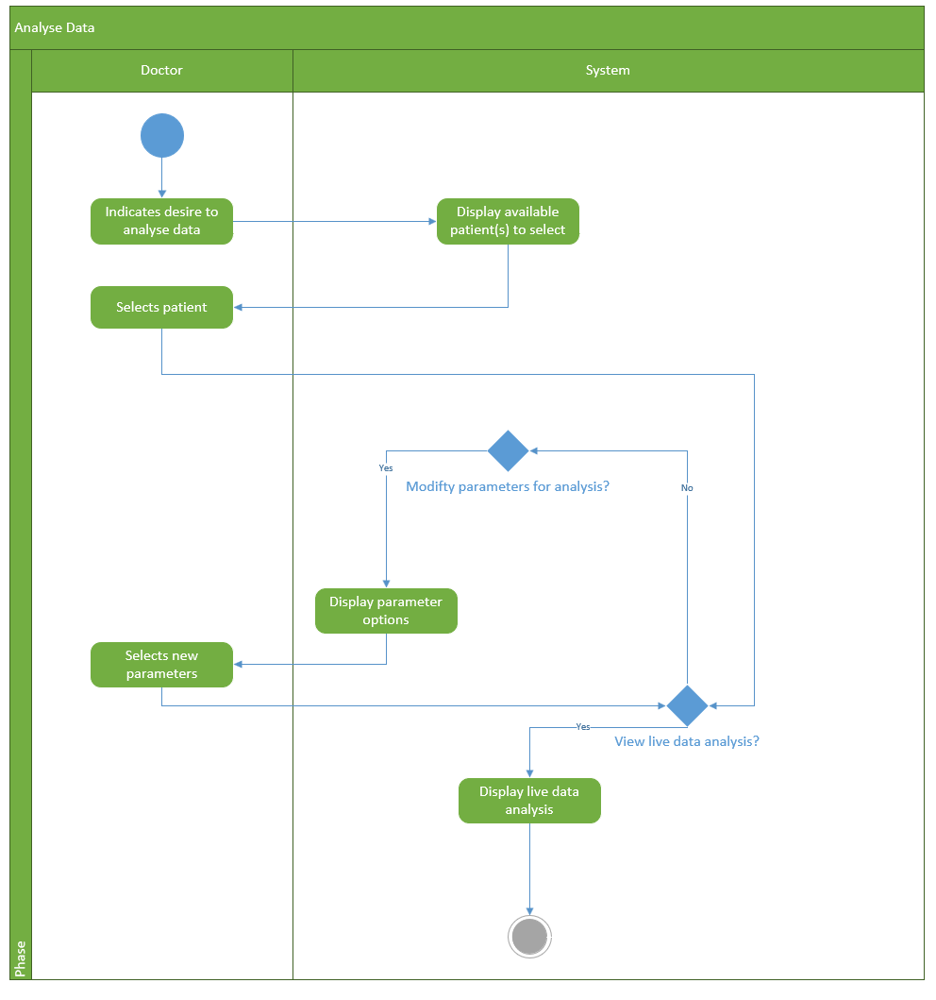 Analyse Data
Doctor
System
Indicates desire to
analyse data
Display available
patient(s) to select
Selects patient
Yes
Modifty parameters for analysis?
No
Display parameter
options
Selects new
parameters
Yes
View live data analysis?
Display live data
analysis
Phase